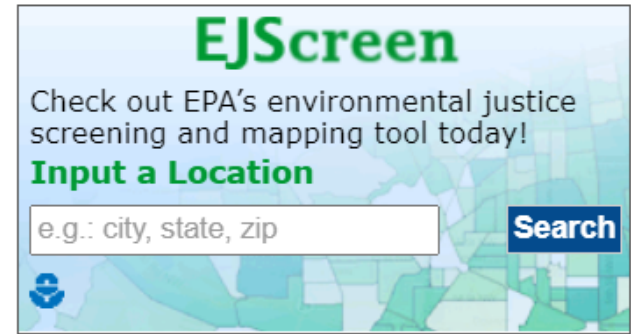 EJScreen
Check out EPA’s environmental justice
screening and mapping tool today!
Input a Location
e.g.: city, state, zip
Search